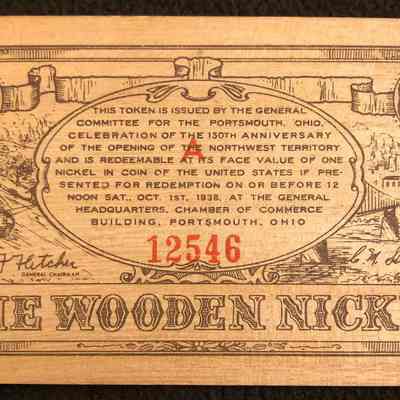 THIS TOKEN IS ISSUED BY THE GENERAL
COMMITTEE FOR THE PORTSMOUTH, OHIO,
CELEBRATION OF THE 150TH ANNIVERSARY
OF THE OPENING OF THE NORTHWEST TERRITORY
AND IS REDEEMABLE AT ITS FACE VALUE OF ONE
NICKEL IN COIN OF THE UNITED STATES IF PRE-
SENTED FOR REDEMPTION ON OR BEFORE 12
NOON SAT., OCT. 1ST, 1938, AT THE GENERAL
HEADQUARTERS, CHAMBER OF COMMERCE
BUILDING, PORTSMOUTH, OHIO
A
12546
Fletcher
GENERAL CHAIRMAN
WOODEN